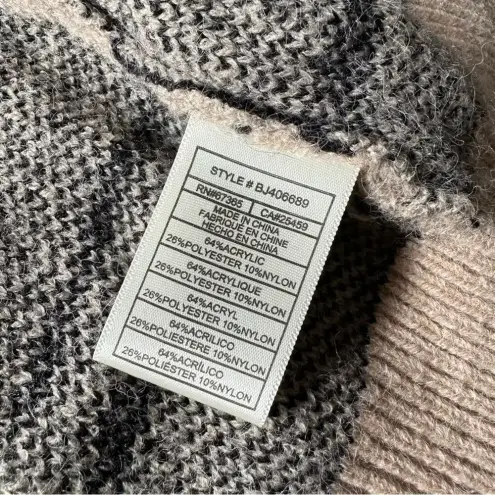 STYLE # BJ406689
RN#67365 CA#25459
MADE IN CHINA
FABRIQUE EN CHINE
HECHO EN CHINA
64%ACRYLIC
26%POLYESTER 10%NYLON
64%ACRYLIQUE
26%POLYESTER 10%NYLON
64%ACRYL
26%POLYESTER 10%NYLON
64%ACRILICO
26%POLIESTERE 10%NYLON
64%ACRÍLICO
26%POLIÉSTER 10%NYLON